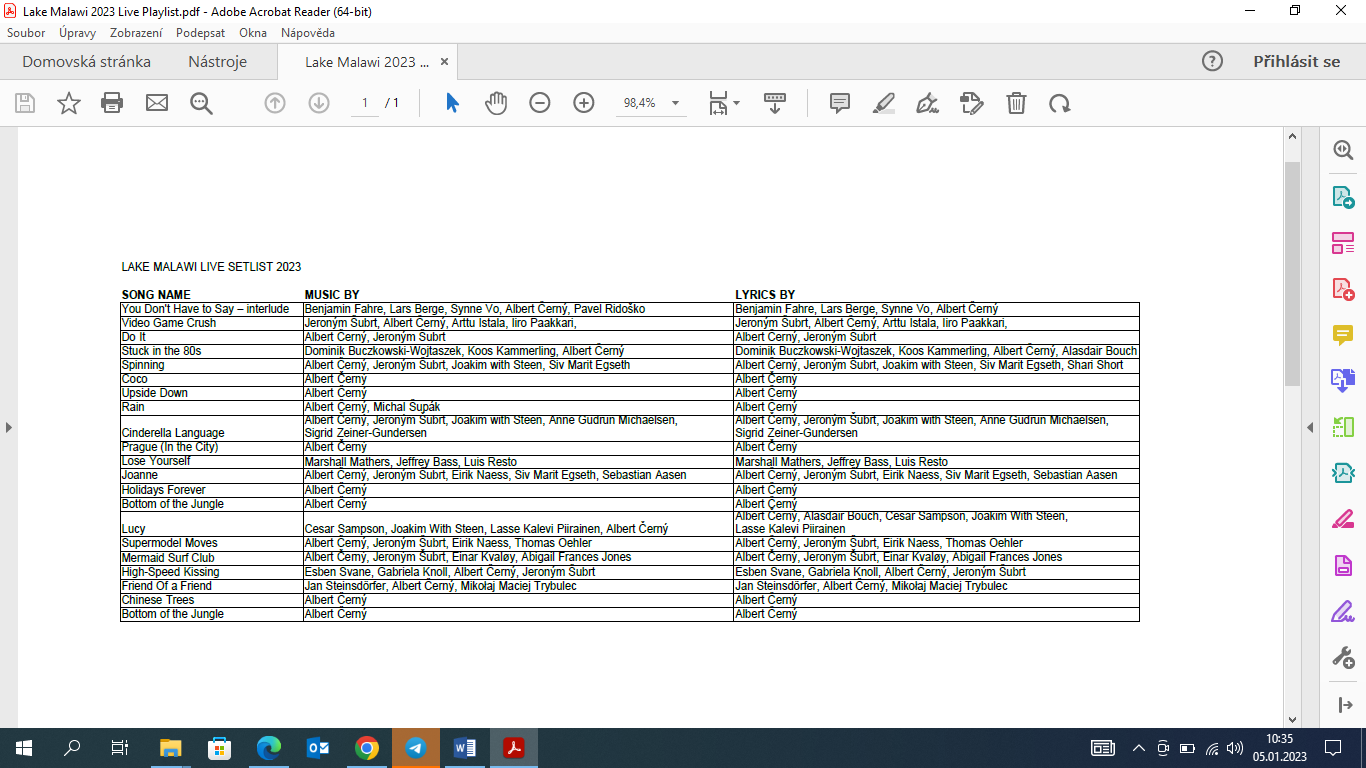 Lake Malawi 2023 Live Playlist.pdf - Adobe Acrobat Reader (64-bit)
Soubor Úpravy Zobrazení Podepsat Okna Nápověda
Domovská stránka Nástroje Lake Malawi 2023 ... × Přihlásit se
1 / 1 98,4%
LAKE MALAWI LIVE SETLIST 2023
SONG NAME MUSIC BY LYRICS BY
You Don't Have to Say – interlude Benjamin Fahre, Lars Berge, Synne Vo, Albert Černý, Pavel Ridoško Benjamin Fahre, Lars Berge, Synne Vo, Albert Černý
Video Game Crush Jeroným Šubrt, Albert Černý, Arttu Istala, Iiro Paakkari, Jeroným Šubrt, Albert Černý, Arttu Istala, Iiro Paakkari,
Do It Albert Černý, Jeroným Šubrt Albert Černý
Stuck in the 80s Dominik Buczkowski-Wojtaszek, Koos Kammerling, Albert Černý Dominik Buczkowski-Wojtaszek, Koos Kammerling, Albert Černý, Alasdair Bouch
Spinning Albert Černý, Jeroným Šubrt, Joakim with Steen, Siv Marit Egseth Albert Černý, Jeroným Šubrt, Joakim with Steen, Siv Marit Egseth, Shari Short
Coco Albert Černý Albert Černý
Upside Down Albert Černý Albert Černý
Rain Albert Černý, Michal Šupák Albert Černý
Albert Černý, Jeroným Šubrt, Joakim with Steen, Anne Gudrun Michaelsen, Albert Černý, Jeroným Šubrt, Joakim with Steen, Anne Gudrun Michaelsen,
Cinderella Language Sigrid Zeiner-Gundersen Sigrid Zeiner-Gundersen
Prague (In the City) Albert Černý Albert Černý
Lose Yourself Marshall Mathers, Jeffrey Bass, Luis Resto Marshall Mathers, Jeffrey Bass, Luis Resto
Joanne Albert Černý, Jeroným Šubrt, Eirik Naess, Siv Marit Egseth, Sebastian Aasen Albert Černý, Jeroným Šubrt, Eirik Naess, Siv Marit Egseth, Sebastian Aasen
Holidays Forever Albert Černý Albert Černý
Bottom of the Jungle Albert Černý Albert Černý
Albert Černý, Alasdair Bouch, Cesar Sampson, Joakim With Steen,
Lucy Cesar Sampson, Joakim With Steen, Lasse Kalevi Piirainen, Albert Černý Lasse Kalevi Piirainen
Supermodel Moves Albert Černý, Jeroným Šubrt, Eirik Naess, Thomas Oehler Albert Černý, Jeroným Šubrt, Eirik Naess, Thomas Oehler
Mermaid Surf Club Albert Černý, Jeroným Šubrt, Einar Kvaløy, Abigail Frances Jones Albert Černý, Jeroným Šubrt, Einar Kvaløy, Abigail Frances Jones
High-Speed Kissing Esben Svane, Gabriela Knoll, Albert Černý, Jeroným Šubrt Esben Svane, Gabriela Knoll, Albert Černý, Jeroným Šubrt
Friend Of a Friend Jan Steinsdörfer, Albert Černý, Mikołaj Maciej Trybulec Jan Steinsdörfer, Albert Černý, Mikołaj Maciej Trybulec
Chinese Trees Albert Černý Albert Černý
Bottom of the Jungle Albert Černý Albert Černý
10:35
05.01.2023